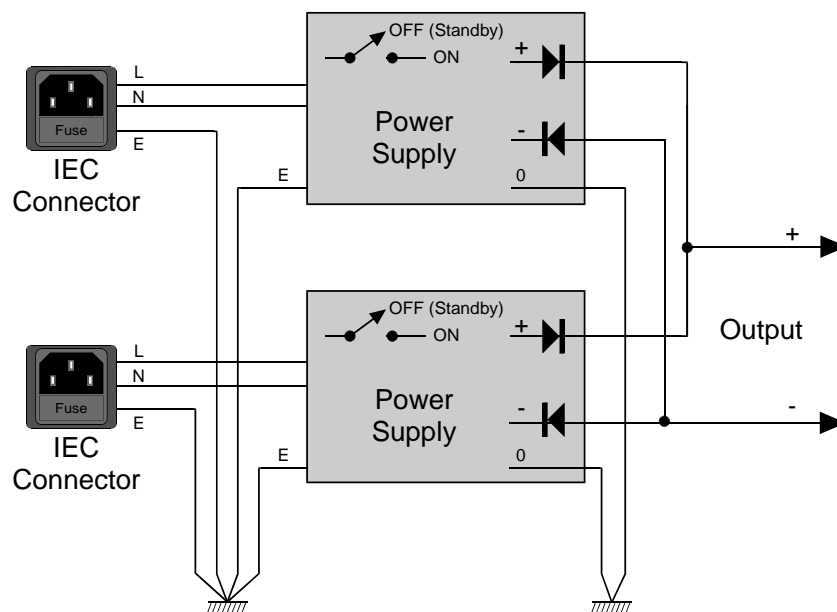 OFF (Standby)
ON
+
L
N
Fuse
E
Power
Supply
-
IEC
Connector
E
0
+
OFF (Standby)
ON
+
Output
L
N
Fuse
E
Power
Supply
-
-
IEC
Connector
E
0